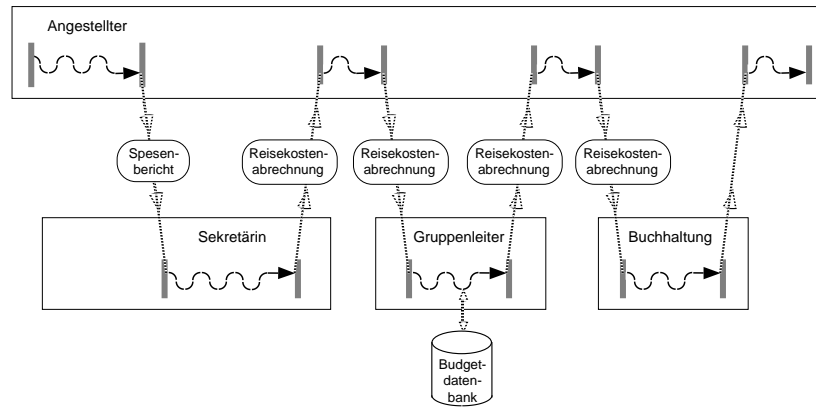 Angestellter
Spesen-
bericht
Reisekosten-
abrechnung
Reisekosten-
abrechnung
Reisekosten-
abrechnung
Reisekosten-
abrechnung
Sekretärin
Gruppenleiter
Buchhaltung
Budget-
daten-
bank